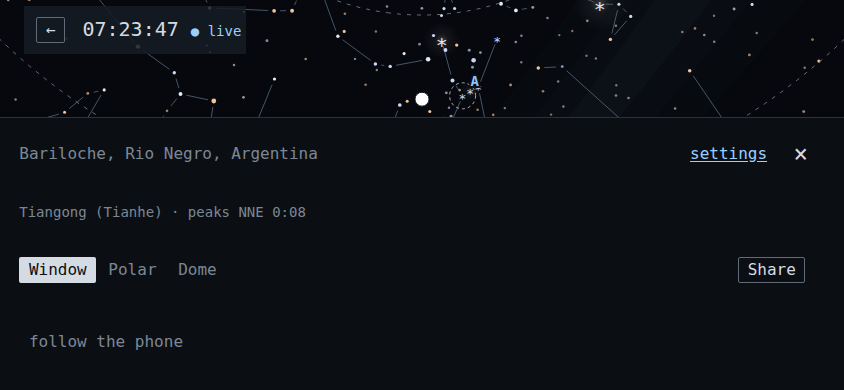 ← 07:23:47 ● live
A
Bariloche, Rio Negro, Argentina settings ×
Tiangong (Tianhe) · peaks NNE 0:08
Window Polar Dome Share
follow the phone